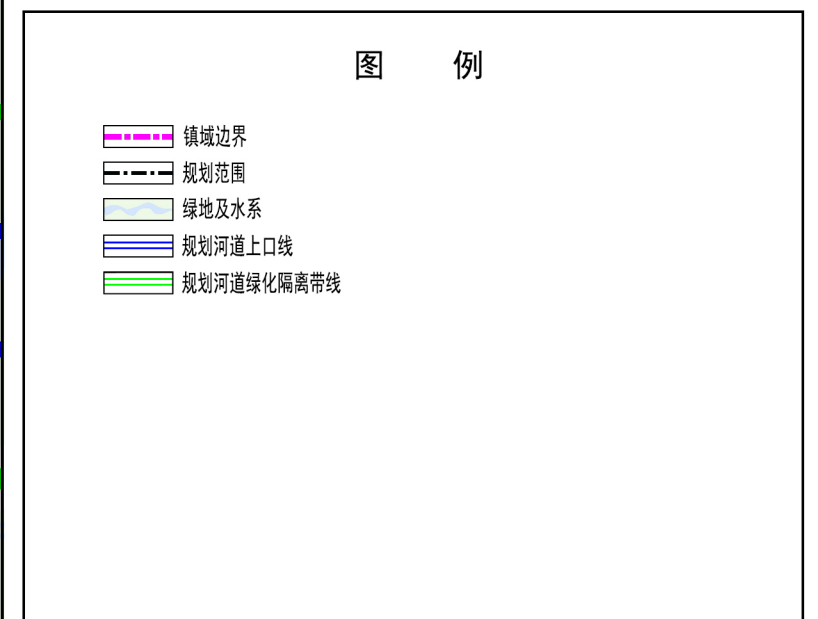 图 例
镇域边界
规划范围
绿地及水系
规划河道上口线
规划河道绿化隔离带线